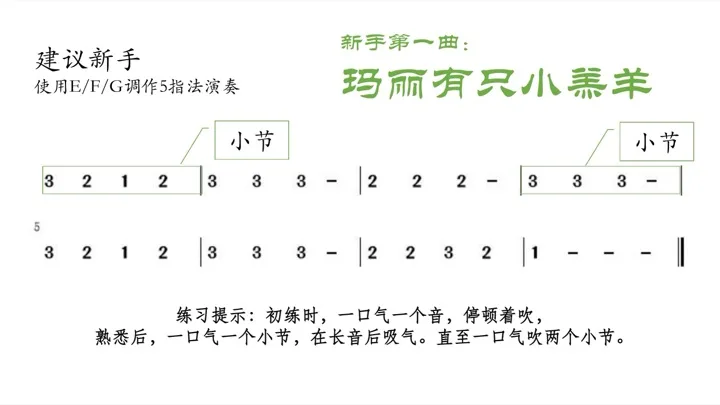 建议新手
使用E/F/G调作5指法演奏
新手第一曲：
玛丽有只小羔羊
小节
小节
3 2 1 2 | 3 3 3 - | 2 2 2 - | 3 3 3 - |
5
3 2 1 2 | 3 3 3 - | 2 2 3 2 | 1 - - - ‖
练习提示：初练时，一口气一个音，停顿着吹，
熟悉后，一口气一个小节，在长音后吸气。直至一口气吹两个小节。